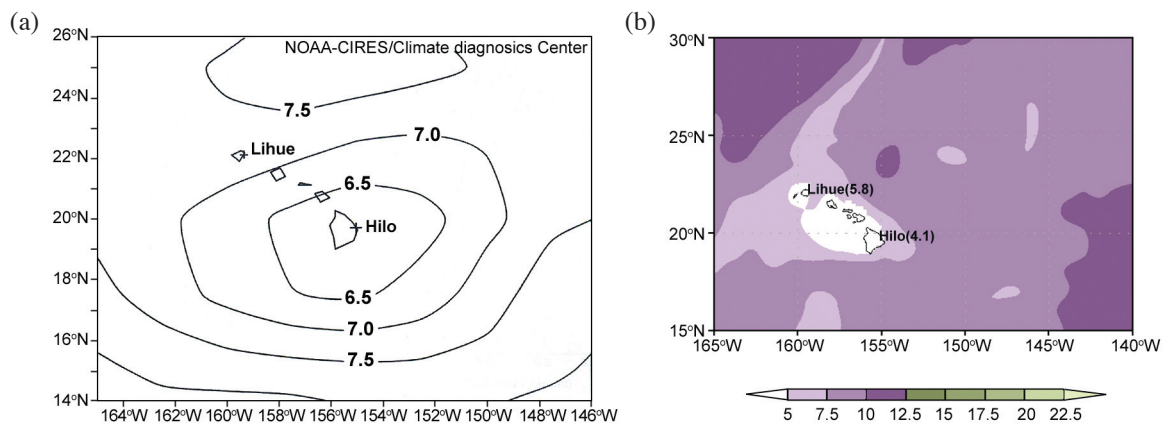 (a)
26°N
24°N
22°N
20°N
18°N
16°N
14°N
164°W 162°W 160°W 158°W 156°W 154°W 152°W 150°W 148°W 146°W
NOAA-CIRES/Climate diagnosics Center
7.5
7.0
Lihue
6.5
Hilo
6.5
7.0
7.5
(b)
30°N
25°N
20°N
15°N
Lihue(5.8)
Hilo(4.1)
165°W 160°W 155°W 150°W 145°W 140°W
5 7.5 10 12.5 15 17.5 20 22.5